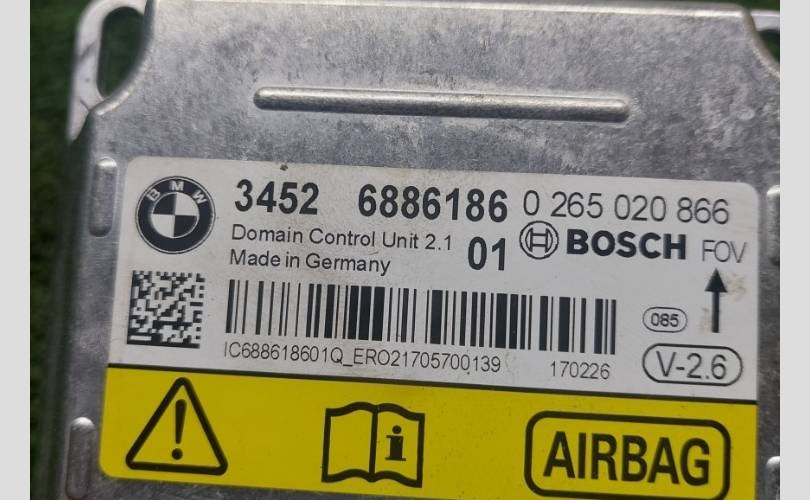 BMW
3452 6886186 0 265 020 866
Domain Control Unit 2.1 01 BOSCH FOV
Made in Germany
085
IC688618601Q_ERO21705700139 170226
V-2.6
AIRBAG